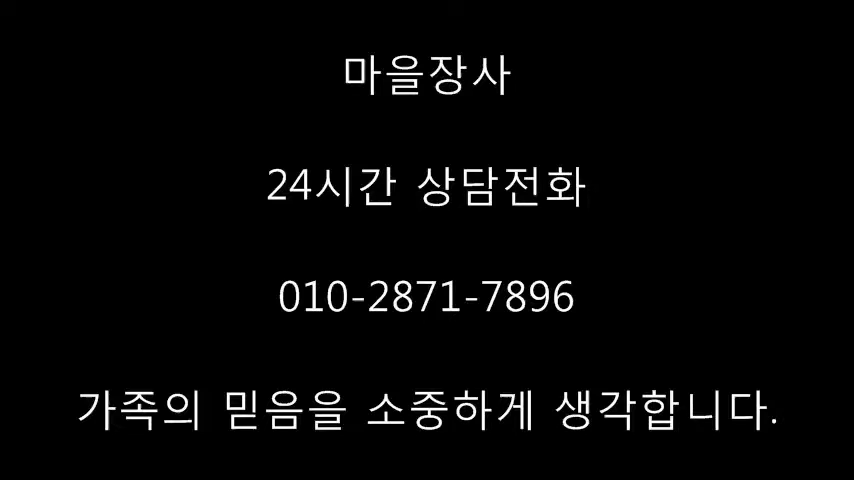 마을장사
24시간 상담전화
010-2871-7896
가족의 믿음을 소중하게 생각합니다.